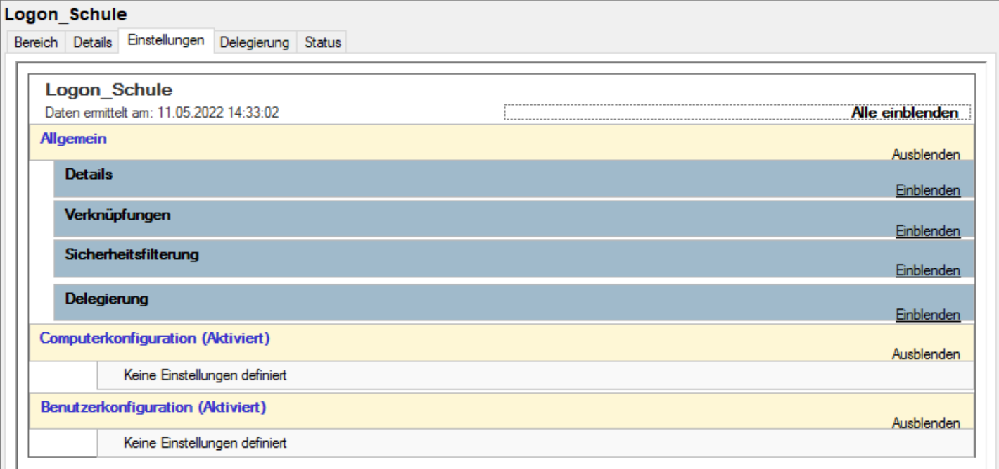 Logon_Schule
Bereich Details Einstellungen Delegierung Status
Logon_Schule
Daten ermittelt am: 11.05.2022 14:33:02
Alle einblenden
Allgemein
Ausblenden
Details
Einblenden
Verknüpfungen
Einblenden
Sicherheitsfilterung
Einblenden
Delegierung
Einblenden
Computerkonfiguration (Aktiviert)
Ausblenden
Keine Einstellungen definiert
Benutzerkonfiguration (Aktiviert)
Ausblenden
Keine Einstellungen definiert